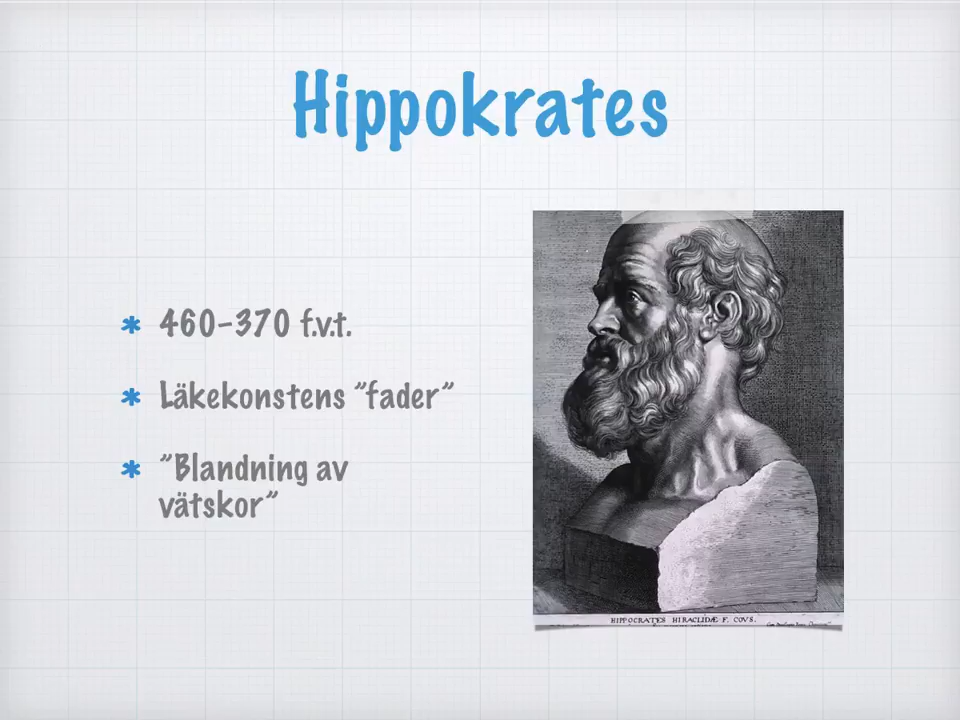 Hippokrates
460-370 f.v.t.
Läkekonstens ”fader”
”Blandning av
vätskor”
HIPPOCRATES HIRACLIDÆ F. COVS.